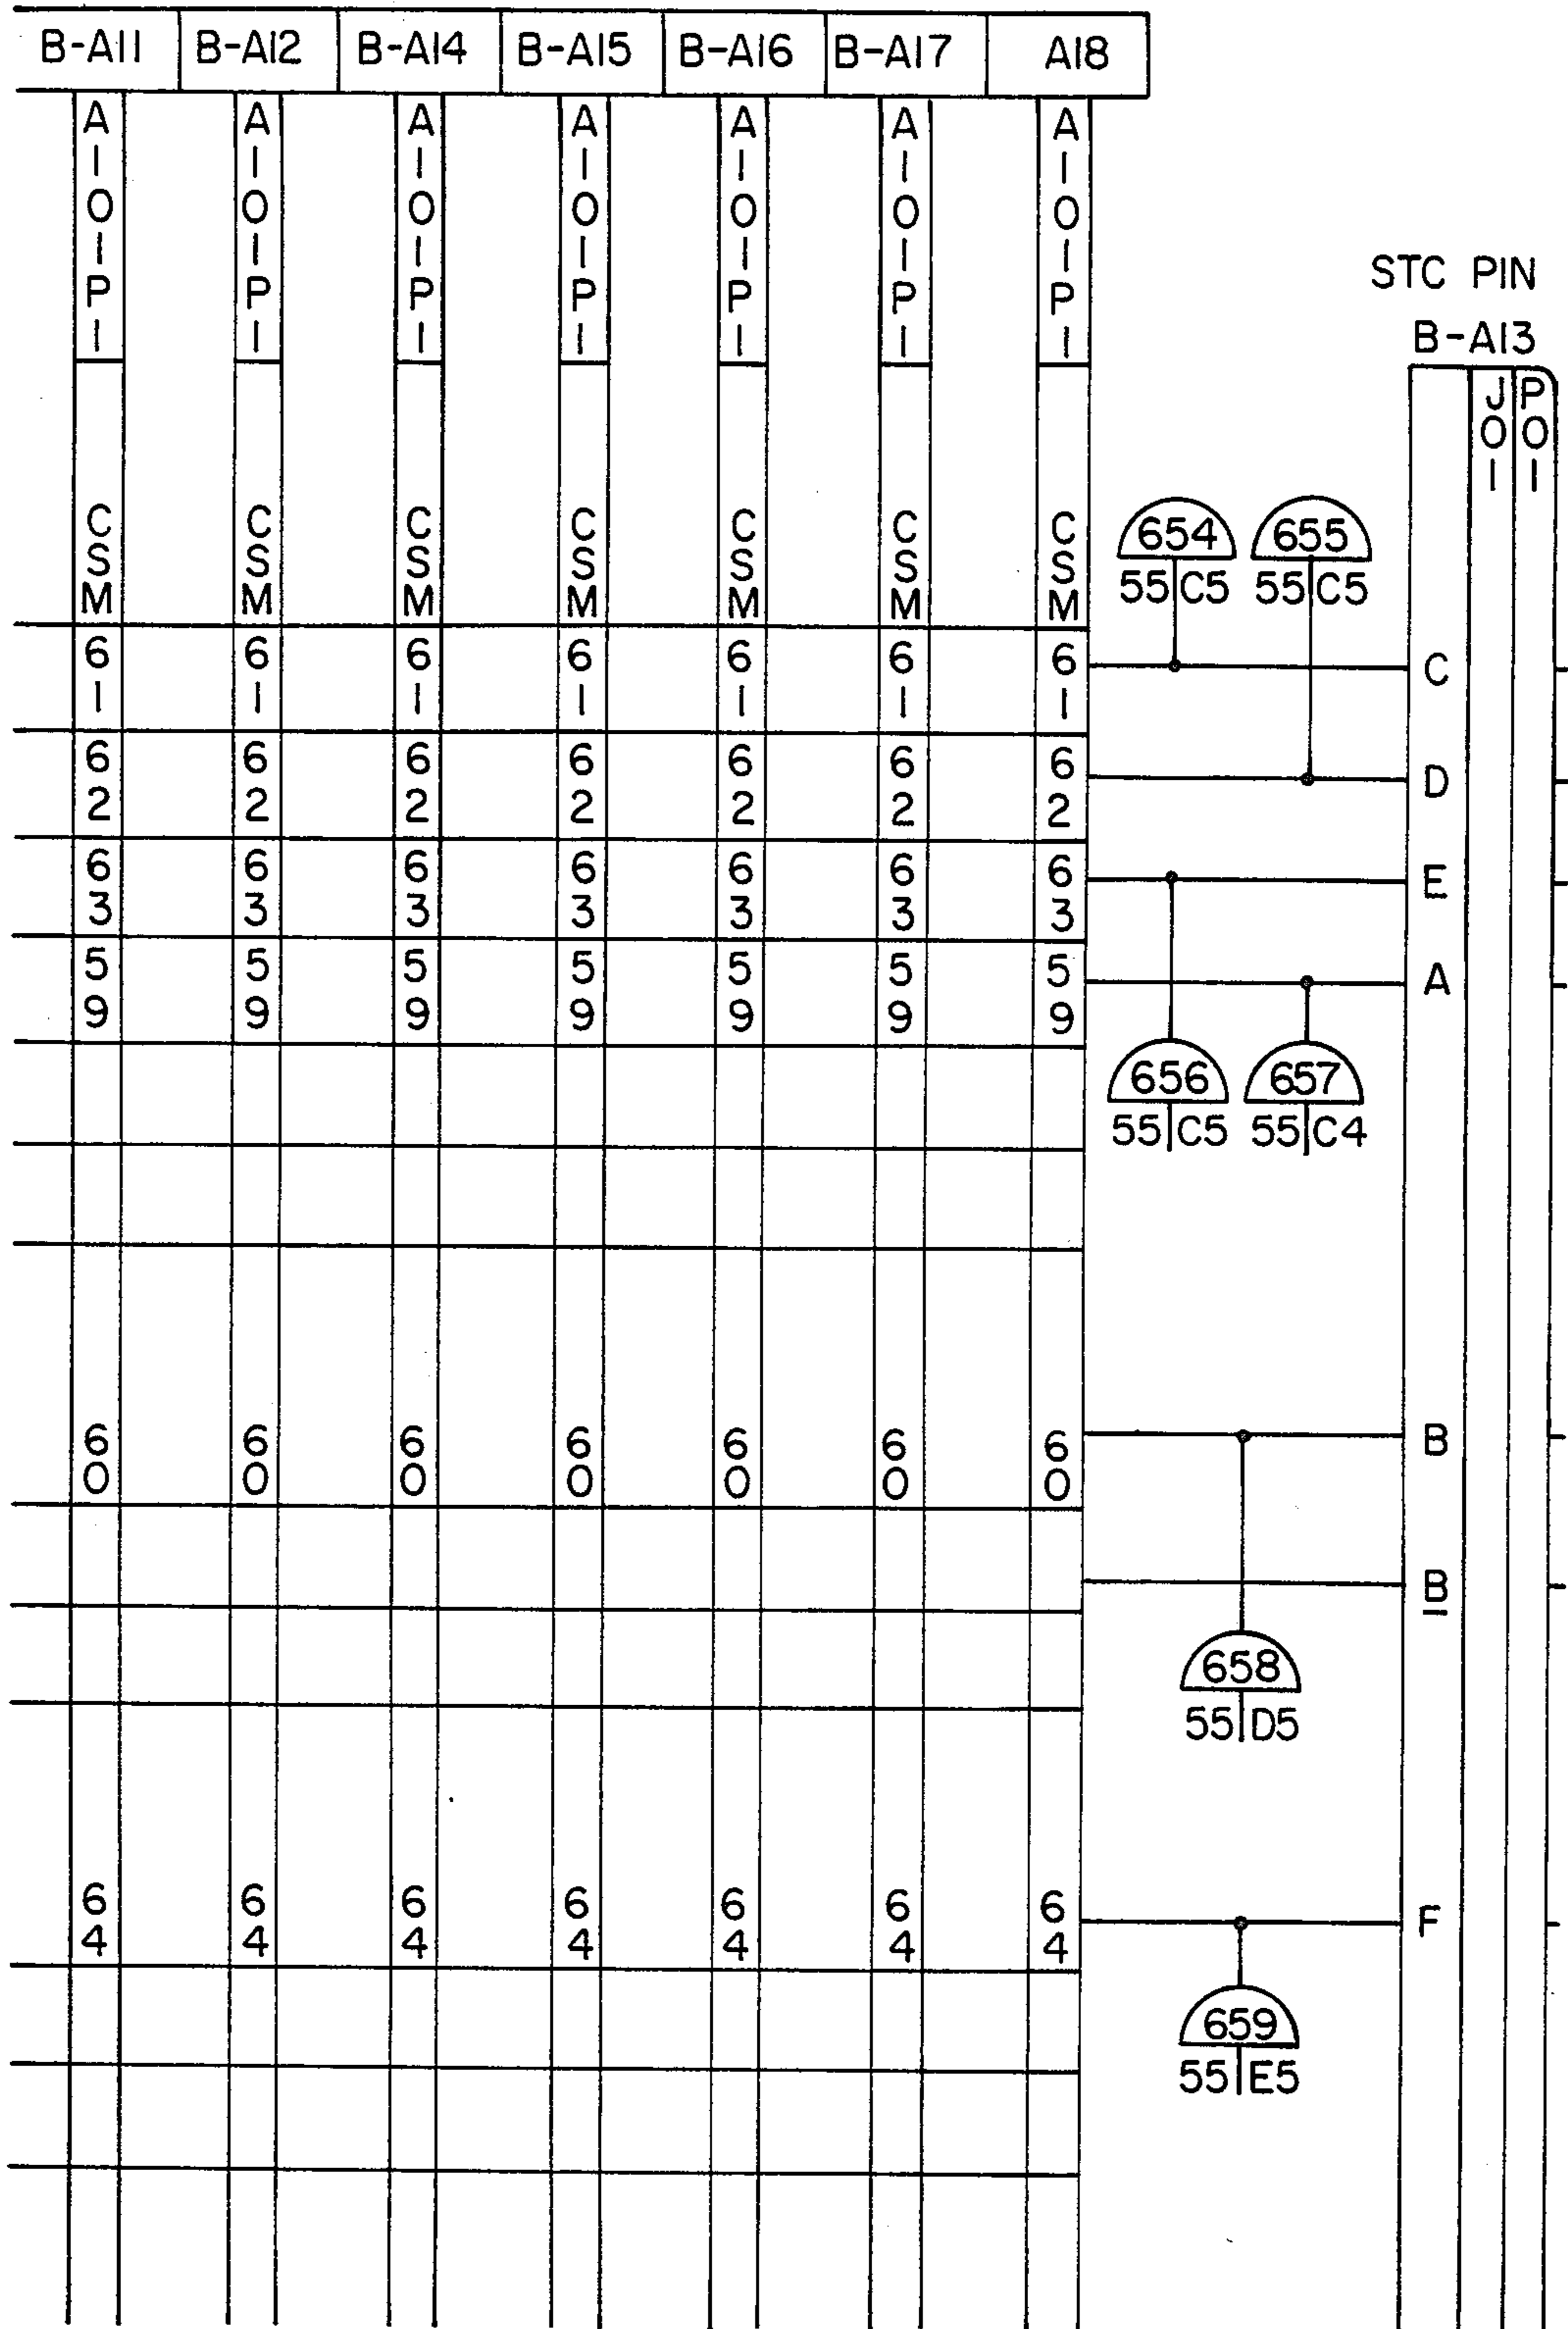 B-A11 B-A12 B-A14 B-A15 B-A16 B-A17 A18
A101P1 A101P1 A101P1 A101P1 A101P1 A101P1 A101P1
STC PIN
B-A13
J01 P01
CSM CSM CSM CSM CSM CSM CSM
654 655
55 C5 55 C5
61 61 61 61 61 61 61 C
62 62 62 62 62 62 62 D
63 63 63 63 63 63 63 E
59 59 59 59 59 59 59 A
656 657
55 C5 55 C4
60 60 60 60 60 60 60 B
B
658
55 D5
64 64 64 64 64 64 64 F
659
55 E5